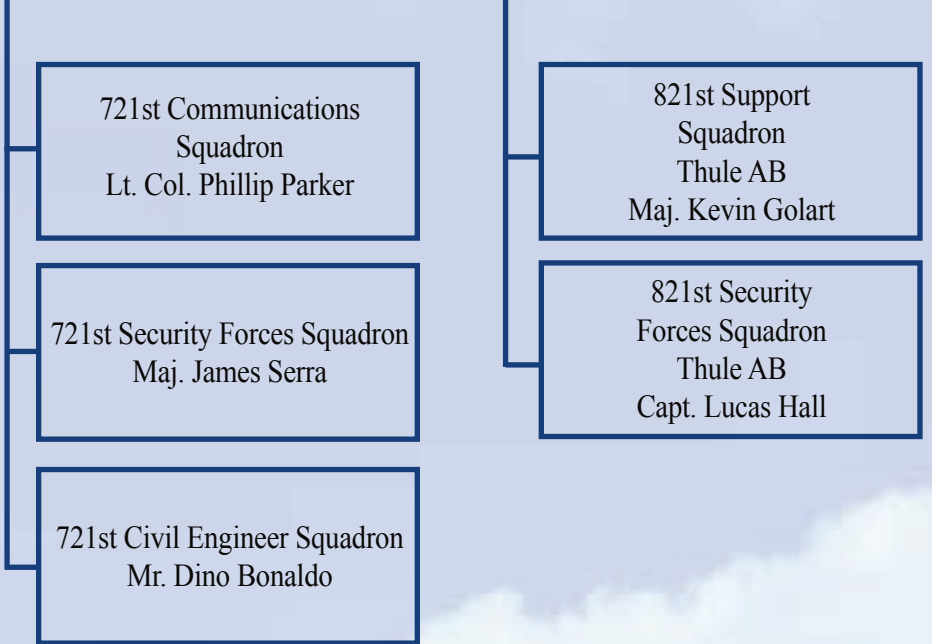 721st Communications
Squadron
Lt. Col. Phillip Parker
721st Security Forces Squadron
Maj. James Serra
721st Civil Engineer Squadron
Mr. Dino Bonaldo
821st Support
Squadron
Thule AB
Maj. Kevin Golart
821st Security
Forces Squadron
Thule AB
Capt. Lucas Hall